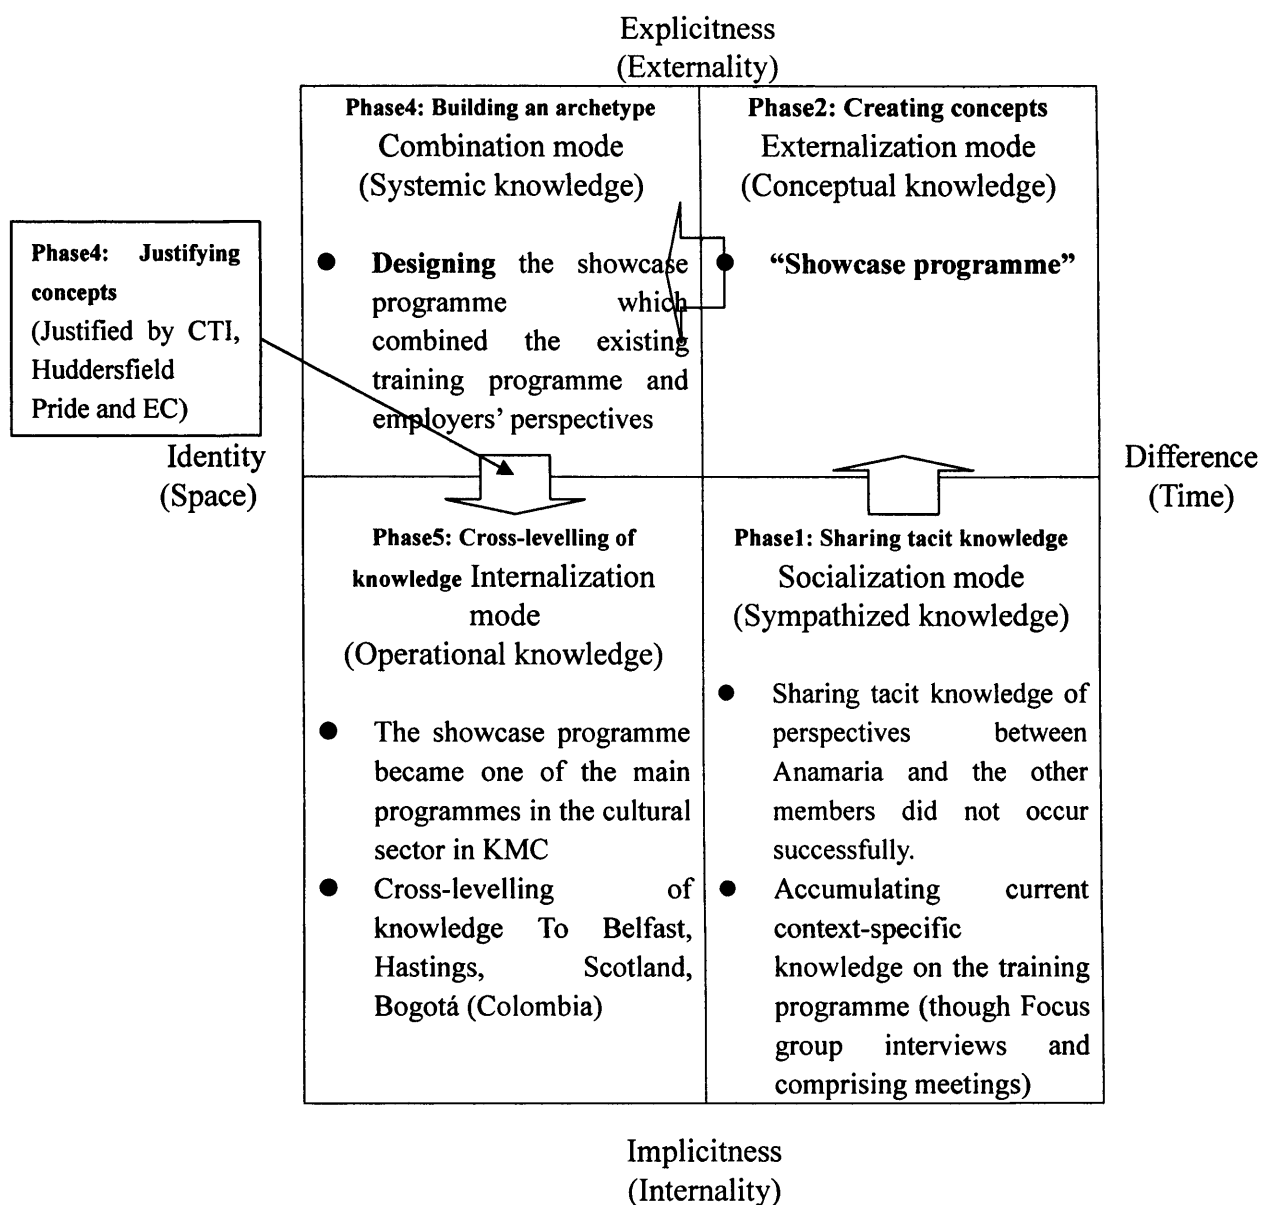 Explicitness
(Externality)
Phase4: Building an archetype
Combination mode
(Systemic knowledge)
● Designing the showcase
programme which
combined the existing
training programme and
employers’ perspectives
Phase2: Creating concepts
Externalization mode
(Conceptual knowledge)
● “Showcase programme”
Phase4: Justifying
concepts
(Justified by CTI,
Huddersfield
Pride and EC)
Identity
(Space)
Difference
(Time)
Phase5: Cross-levelling of
knowledge Internalization
mode
(Operational knowledge)
● The showcase programme
became one of the main
programmes in the cultural
sector in KMC
● Cross-levelling of
knowledge To Belfast,
Hastings, Scotland,
Bogotá (Colombia)
Phase1: Sharing tacit knowledge
Socialization mode
(Sympathized knowledge)
● Sharing tacit knowledge of
perspectives between
Anamaria and the other
members did not occur
successfully.
● Accumulating current
context-specific
knowledge on the training
programme (though Focus
group interviews and
comprising meetings)
Implicitness
(Internality)